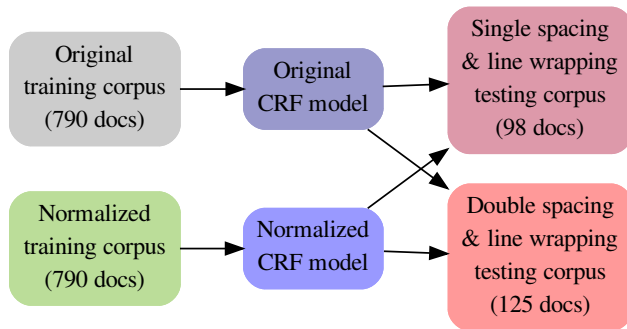 Original
training corpus
(790 docs)
Original
CRF model
Single spacing
& line wrapping
testing corpus
(98 docs)
Normalized
training corpus
(790 docs)
Normalized
CRF model
Double spacing
& line wrapping
testing corpus
(125 docs)